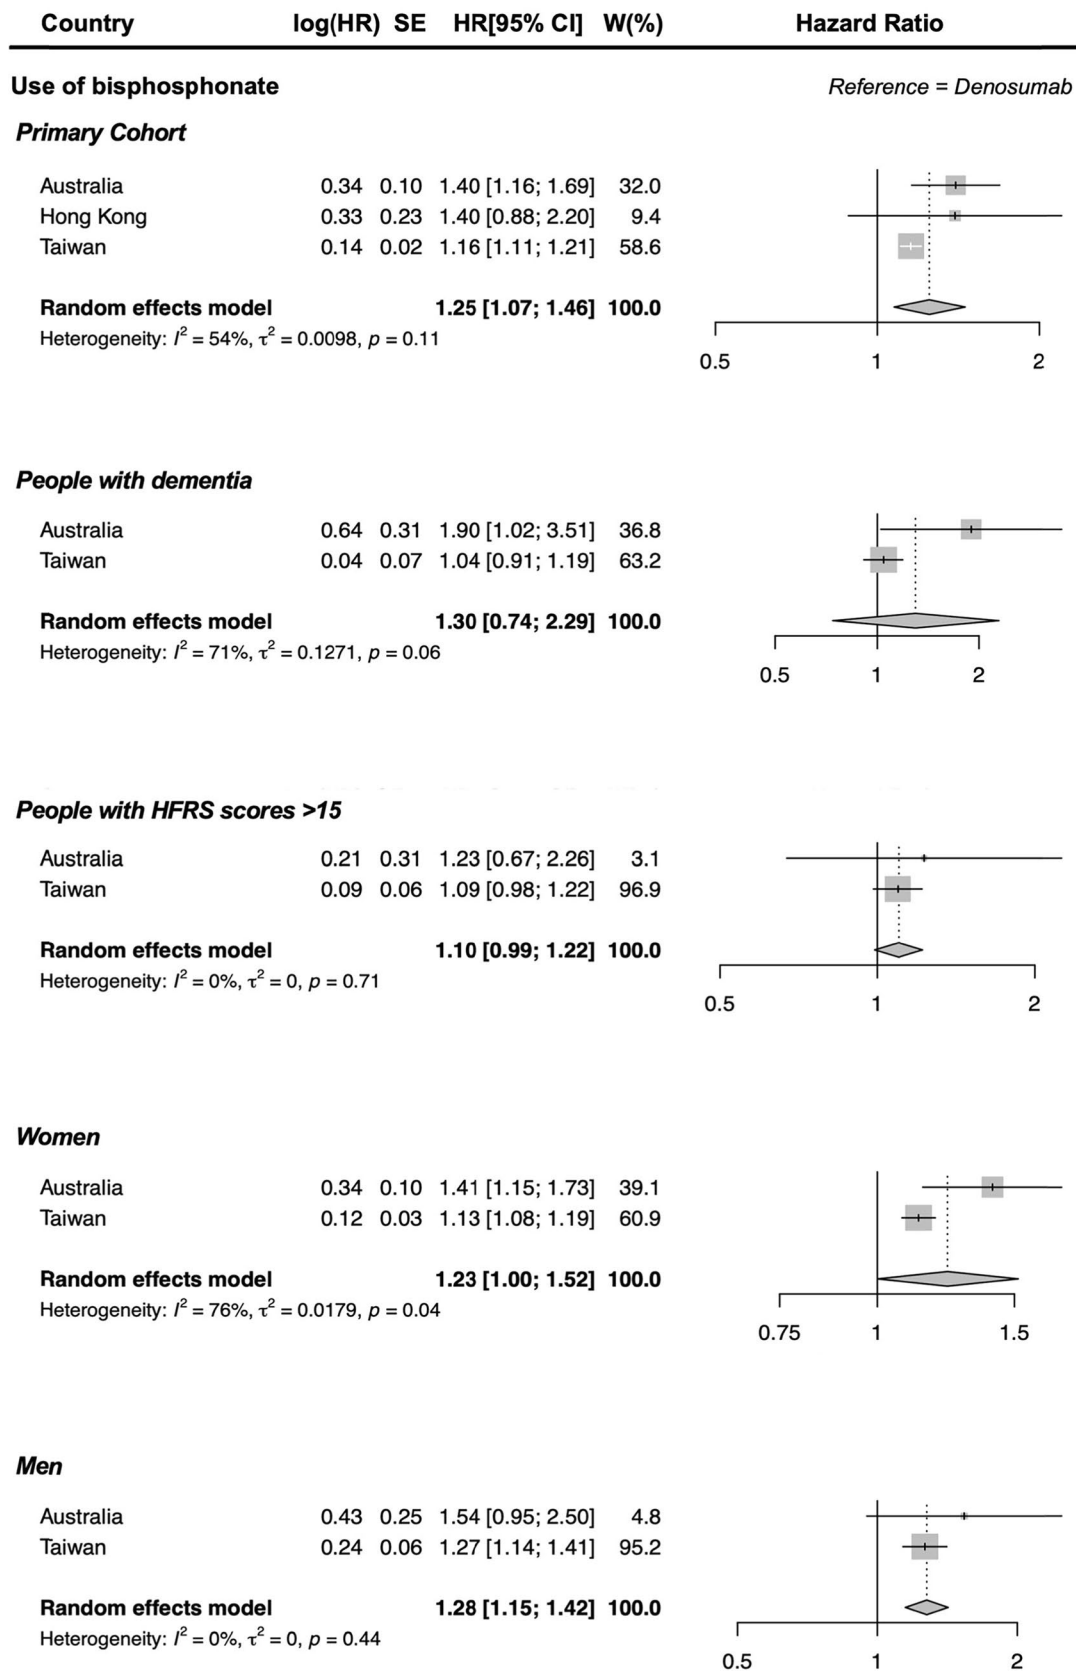 Country log(HR) SE HR[95% CI] W(%) Hazard Ratio
Use of bisphosphonate Reference = Denosumab
Primary Cohort
Australia 0.34 0.10 1.40 [1.16; 1.69] 32.0
Hong Kong 0.33 0.23 1.40 [0.88; 2.20] 9.4
Taiwan 0.14 0.02 1.16 [1.11; 1.21] 58.6
Random effects model 1.25 [1.07; 1.46] 100.0
Heterogeneity: I² = 54%, τ² = 0.0098, p = 0.11
0.5 1 2
People with dementia
Australia 0.64 0.31 1.90 [1.02; 3.51] 36.8
Taiwan 0.04 0.07 1.04 [0.91; 1.19] 63.2
Random effects model 1.30 [0.74; 2.29] 100.0
Heterogeneity: I² = 71%, τ² = 0.1271, p = 0.06
0.5 1 2
People with HFRS scores >15
Australia 0.21 0.31 1.23 [0.67; 2.26] 3.1
Taiwan 0.09 0.06 1.09 [0.98; 1.22] 96.9
Random effects model 1.10 [0.99; 1.22] 100.0
Heterogeneity: I² = 0%, τ² = 0, p = 0.71
0.5 1 2
Women
Australia 0.34 0.10 1.41 [1.15; 1.73] 39.1
Taiwan 0.12 0.03 1.13 [1.08; 1.19] 60.9
Random effects model 1.23 [1.00; 1.52] 100.0
Heterogeneity: I² = 76%, τ² = 0.0179, p = 0.04
0.75 1 1.5
Men
Australia 0.43 0.25 1.54 [0.95; 2.50] 4.8
Taiwan 0.24 0.06 1.27 [1.14; 1.41] 95.2
Random effects model 1.28 [1.15; 1.42] 100.0
Heterogeneity: I² = 0%, τ² = 0, p = 0.44
0.5 1 2